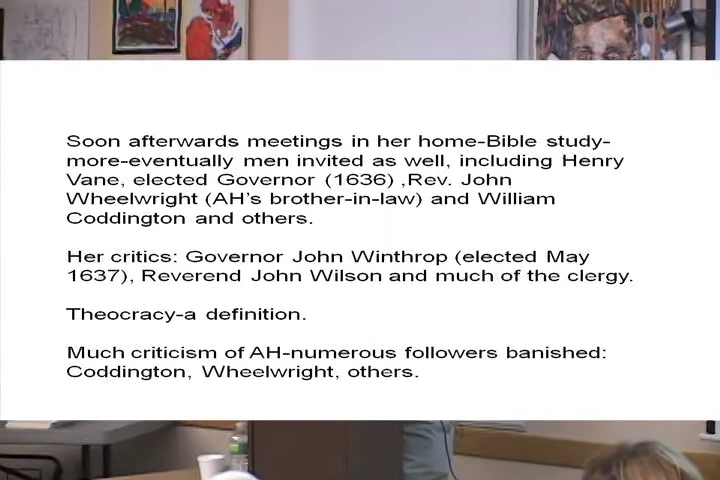 Soon afterwards meetings in her home-Bible study-
more-eventually men invited as well, including Henry
Vane, elected Governor (1636) ,Rev. John
Wheelwright (AH's brother-in-law) and William
Coddington and others.
Her critics: Governor John Winthrop (elected May
1637), Reverend John Wilson and much of the clergy.
Theocracy-a definition.
Much criticism of AH-numerous followers banished:
Coddington, Wheelwright, others.